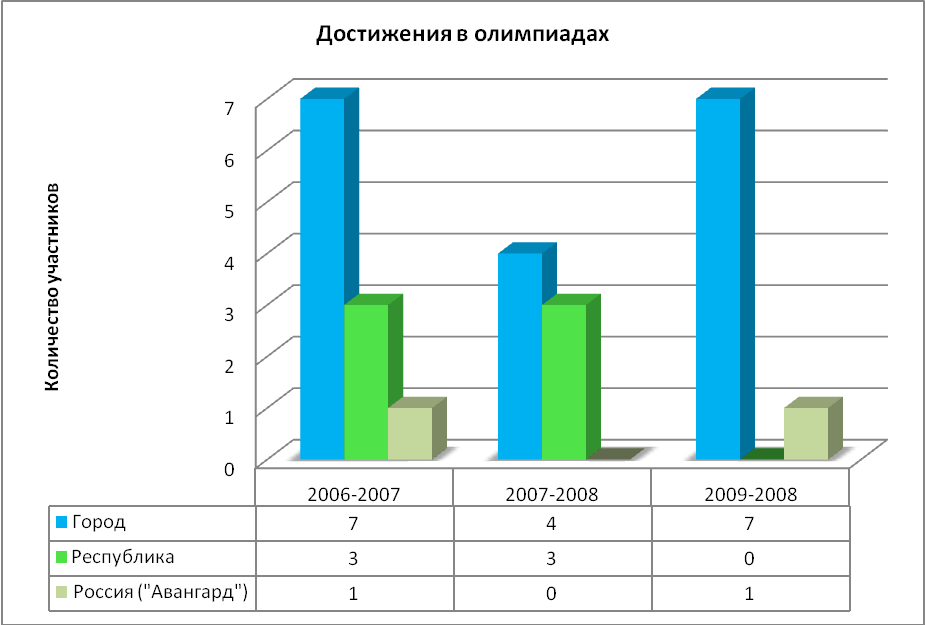 Достижения в олимпиадах
Количество участников
7
6
5
4
3
2
1
0
2006-2007 2007-2008 2009-2008
Город 7 4 7
Республика 3 3 0
Россия ("Авангард") 1 0 1